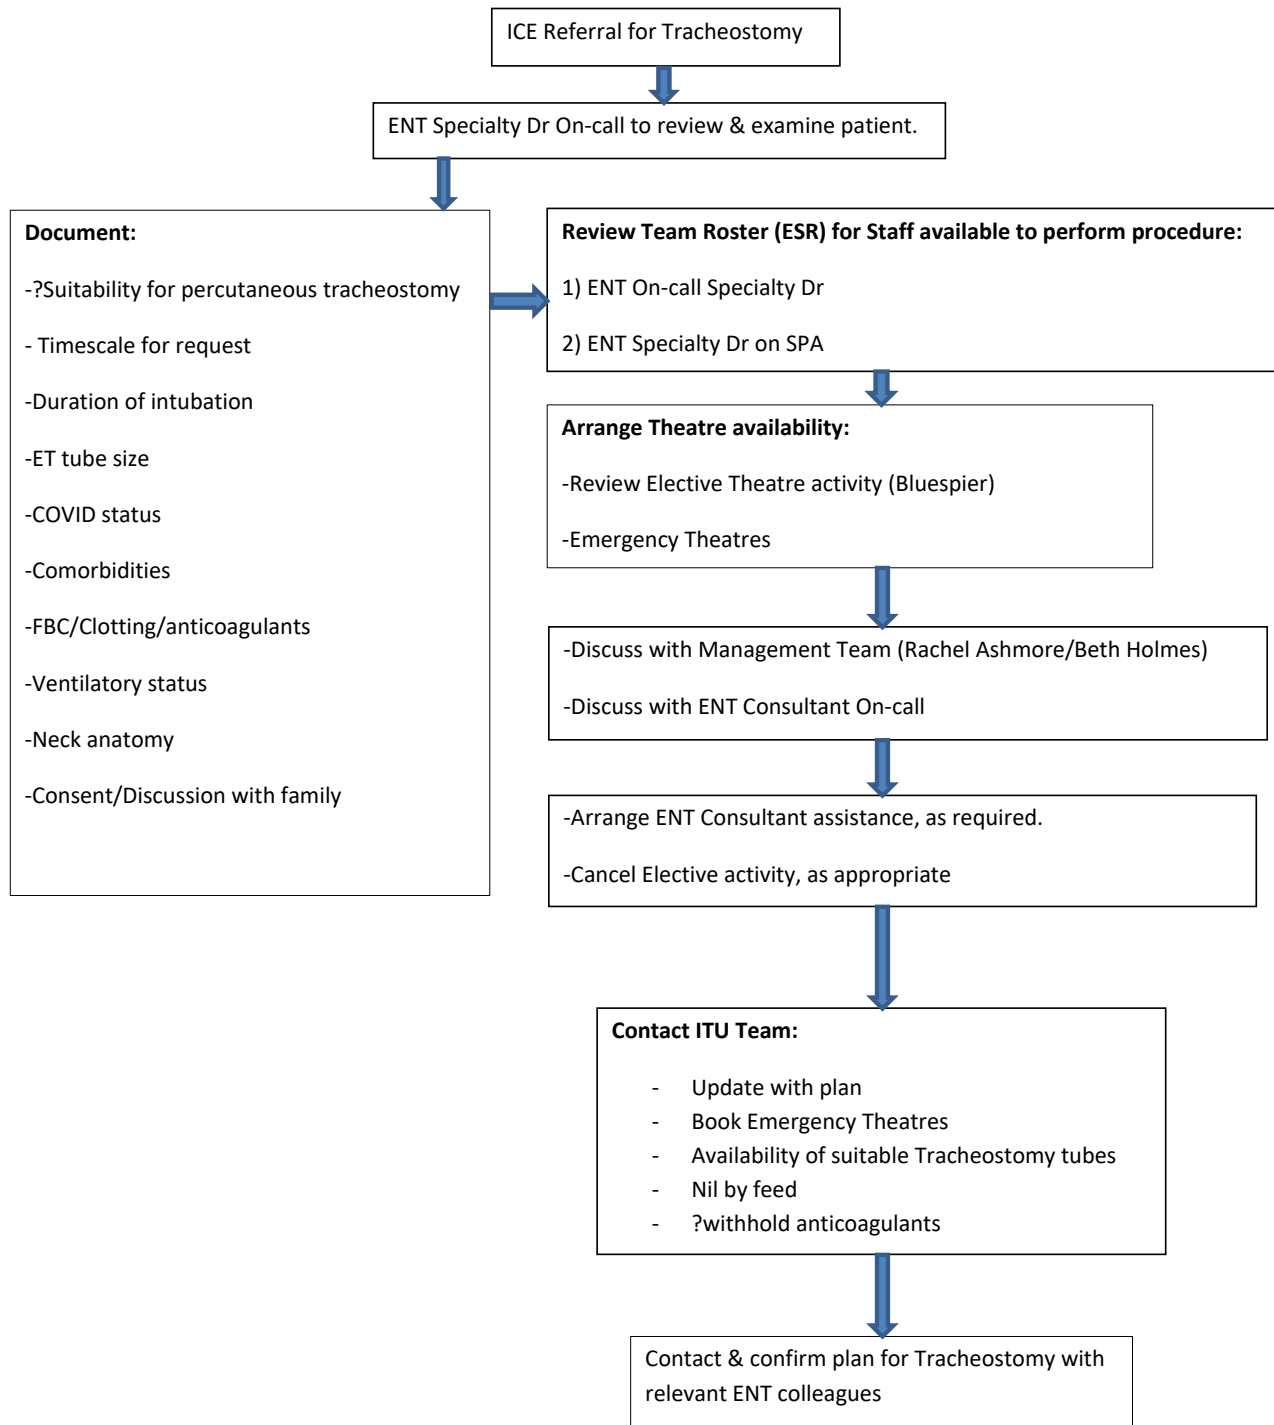 ICE Referral for Tracheostomy
ENT Specialty Dr On-call to review & examine patient.
Document:
-?Suitability for percutaneous tracheostomy
- Timescale for request
-Duration of intubation
-ET tube size
-COVID status
-Comorbidities
-FBC/Clotting/anticoagulants
-Ventilatory status
-Neck anatomy
-Consent/Discussion with family
Review Team Roster (ESR) for Staff available to perform procedure:
1) ENT On-call Specialty Dr
2) ENT Specialty Dr on SPA
Arrange Theatre availability:
-Review Elective Theatre activity (Bluespier)
-Emergency Theatres
-Discuss with Management Team (Rachel Ashmore/Beth Holmes)
-Discuss with ENT Consultant On-call
-Arrange ENT Consultant assistance, as required.
-Cancel Elective activity, as appropriate
Contact ITU Team:
- Update with plan
- Book Emergency Theatres
- Availability of suitable Tracheostomy tubes
- Nil by feed
- ?withhold anticoagulants
Contact & confirm plan for Tracheostomy with
relevant ENT colleagues